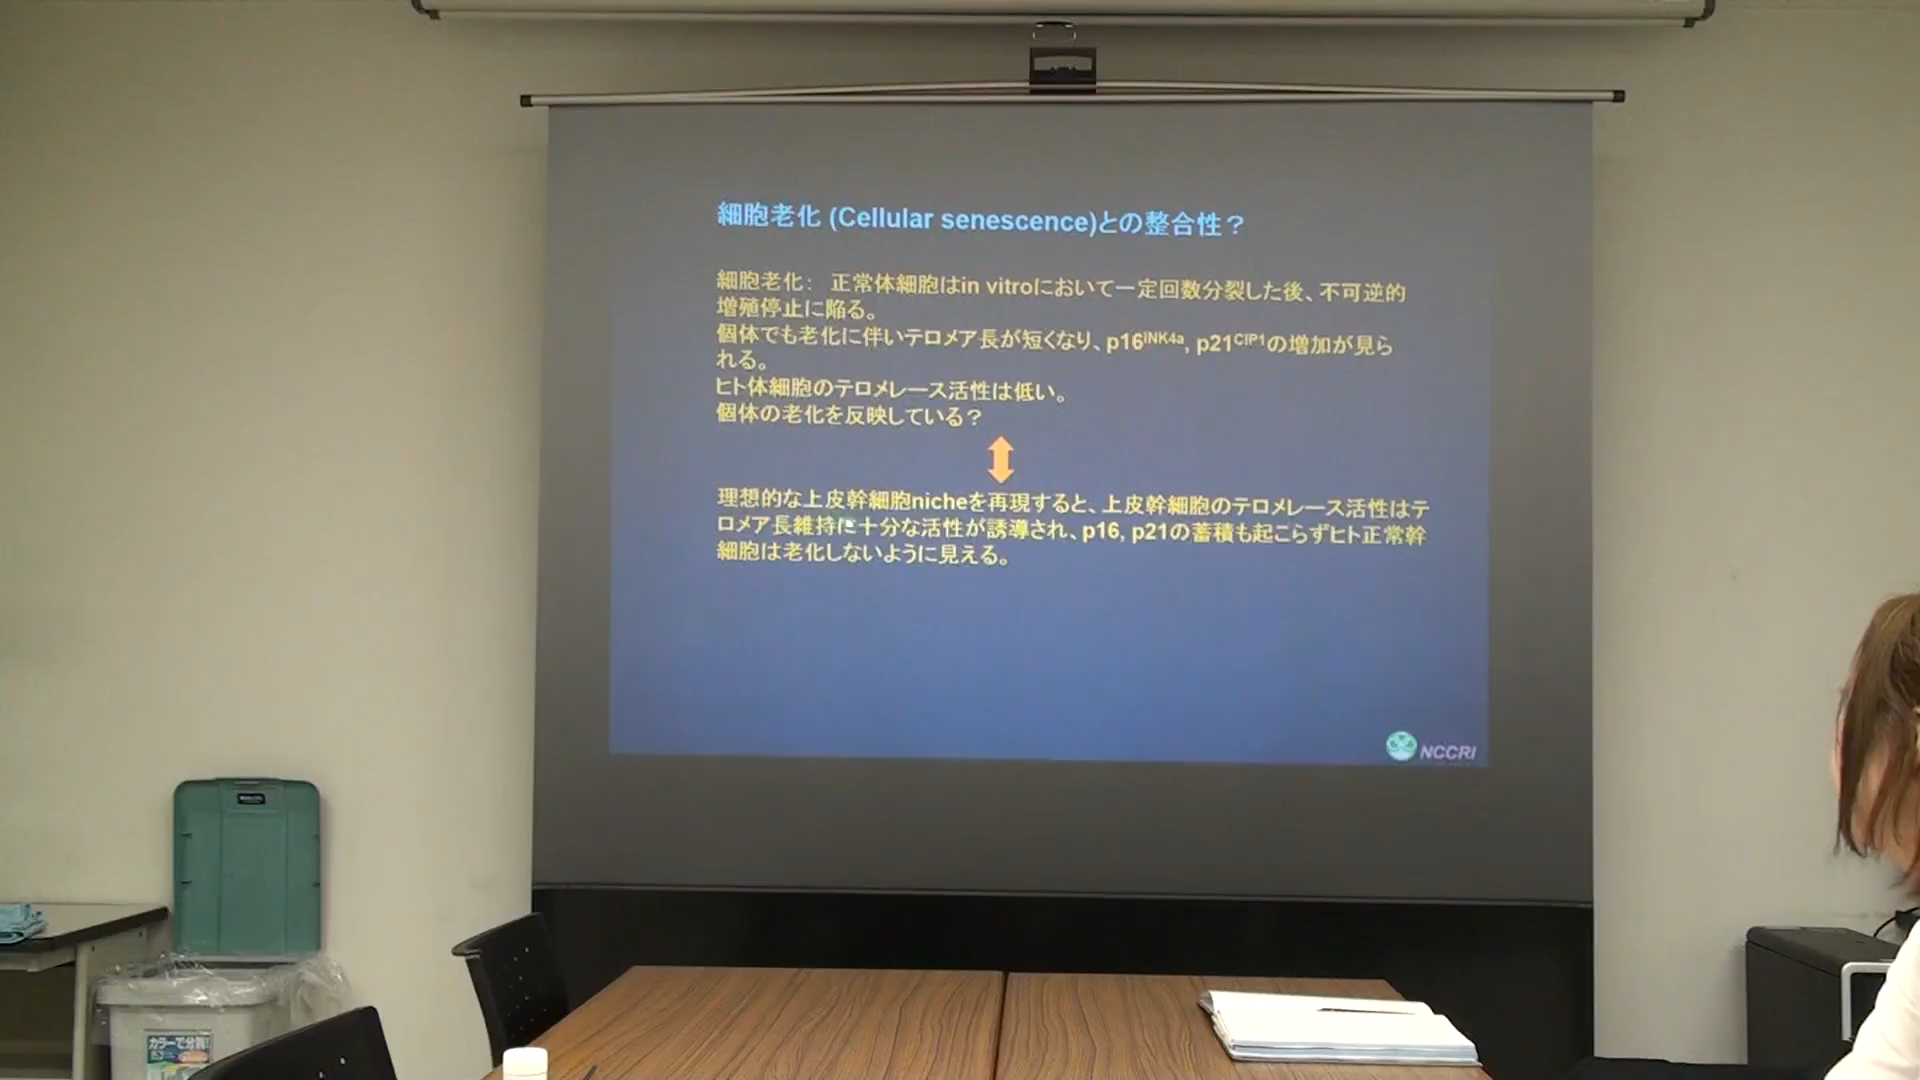 細胞老化 (Cellular senescence)との整合性？
細胞老化： 正常体細胞はin vitroにおいて一定回数分裂した後、不可逆的
増殖停止に陥る。
個体でも老化に伴いテロメア長が短くなり、p16INK4a, p21CIP1の増加が見ら
れる。
ヒト体細胞のテロメレース活性は低い。
個体の老化を反映している？
理想的な上皮幹細胞nicheを再現すると、上皮幹細胞のテロメレース活性はテ
ロメア長維持に十分な活性が誘導され、p16, p21の蓄積も起こらずヒト正常幹
細胞は老化しないように見える。
NCCRI
カラーで分別!